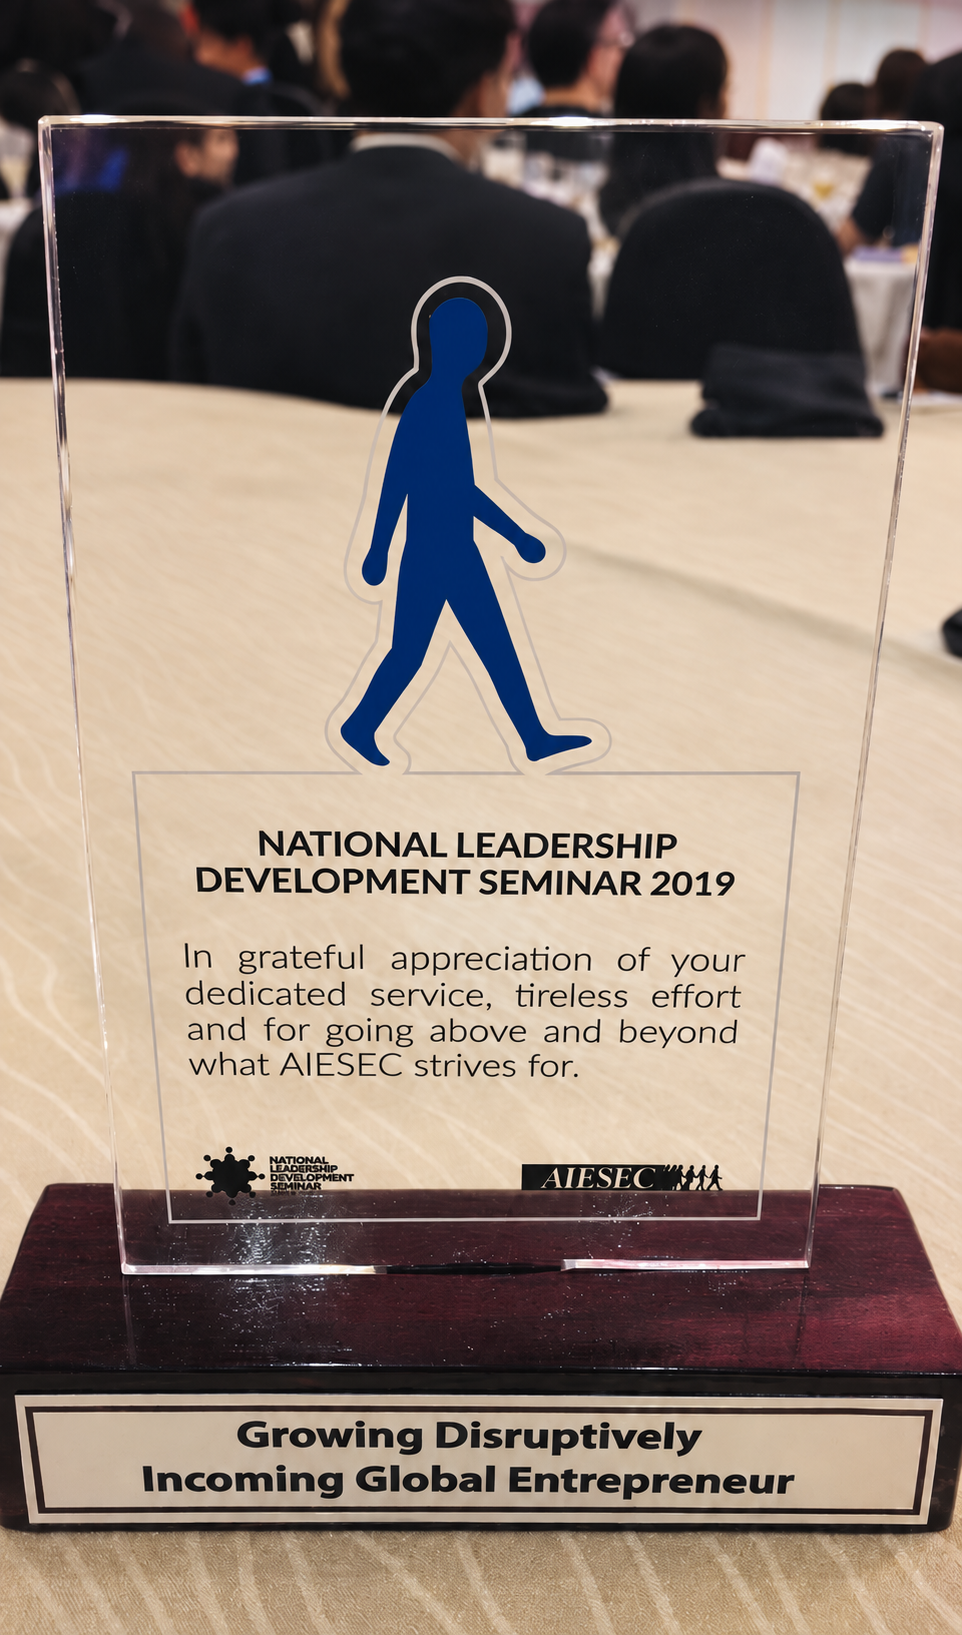 NATIONAL LEADERSHIP
DEVELOPMENT SEMINAR 2019
In grateful appreciation of your
dedicated service, tireless effort
and for going above and beyond
what AIESEC strives for.
NATIONAL
LEADERSHIP
DEVELOPMENT
SEMINAR
AIESEC
Growing Disruptively
Incoming Global Entrepreneur